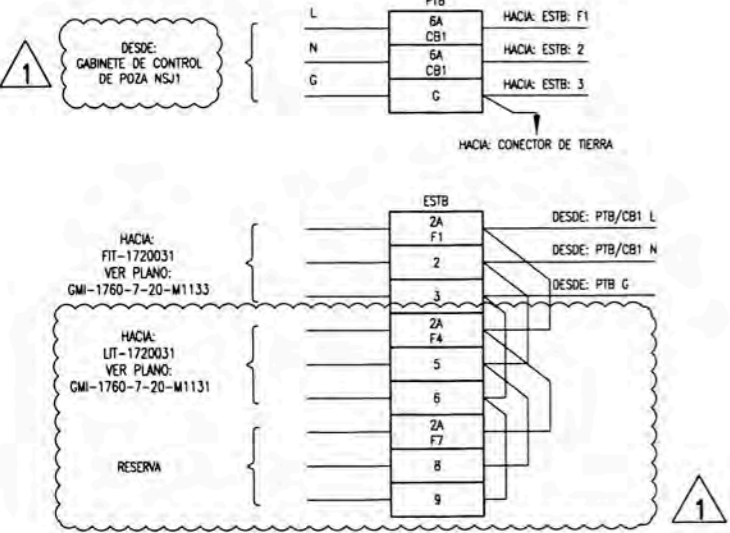 PTB
L
6A
CB1
HACIA: ESTB: F1
N
6A
CB1
HACIA: ESTB: 2
G
G
HACIA: ESTB: 3
1
DESDE:
GABINETE DE CONTROL
DE POZA NSJ1
HACIA: CONECTOR DE TIERRA
ESTB
2A
F1
DESDE: PTB/CB1 L
2
DESDE: PTB/CB1 N
3
DESDE: PTB G
HACIA:
FIT-1720031
VER PLANO:
GMI-1760-7-20-M1133
2A
F4
5
6
HACIA:
LIT-1720031
VER PLANO:
GMI-1760-7-20-M1131
2A
F7
8
9
RESERVA
1